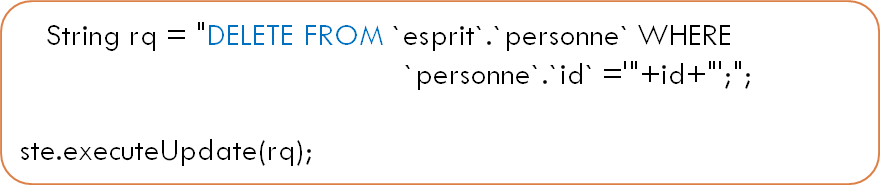 String rq = "DELETE FROM `esprit`.`personne` WHERE
`personne`.`id` ='"+id+"';";
ste.executeUpdate(rq);